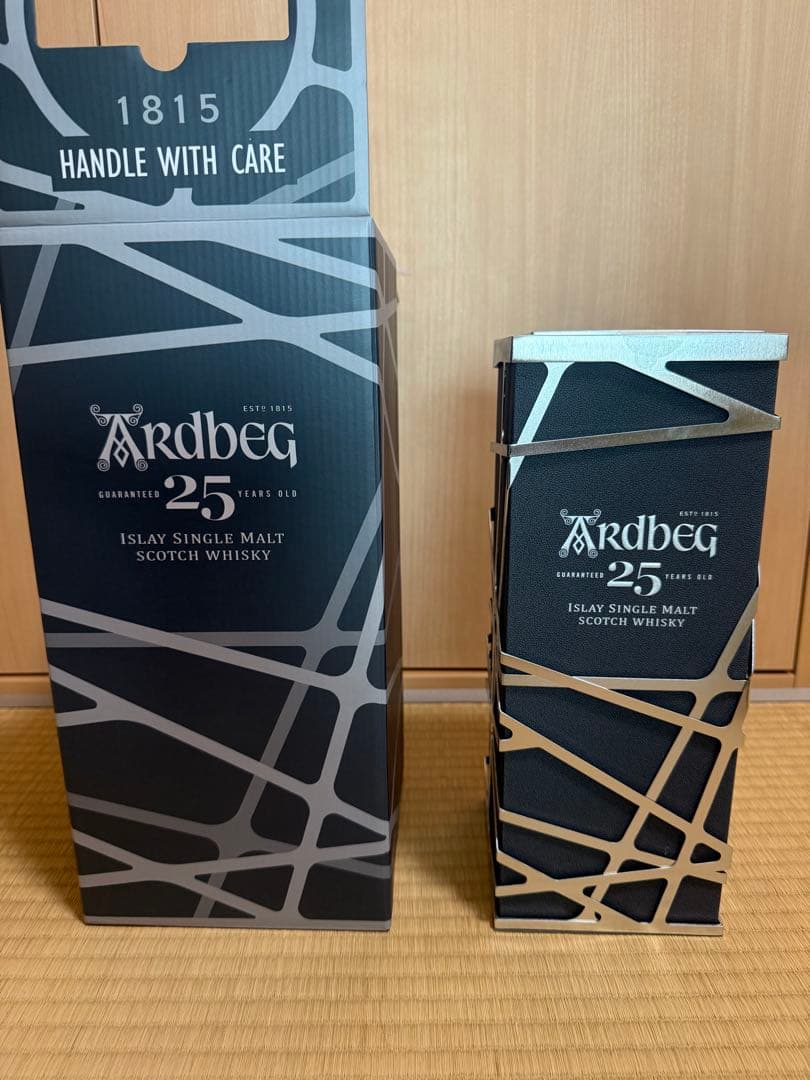 1815
HANDLE WITH CARE
ESTD 1815
ARDBEG
GUARANTEED 25 YEARS OLD
ISLAY SINGLE MALT
SCOTCH WHISKY
ESTD 1815
ARDBEG
GUARANTEED 25 YEARS OLD
ISLAY SINGLE MALT
SCOTCH WHISKY